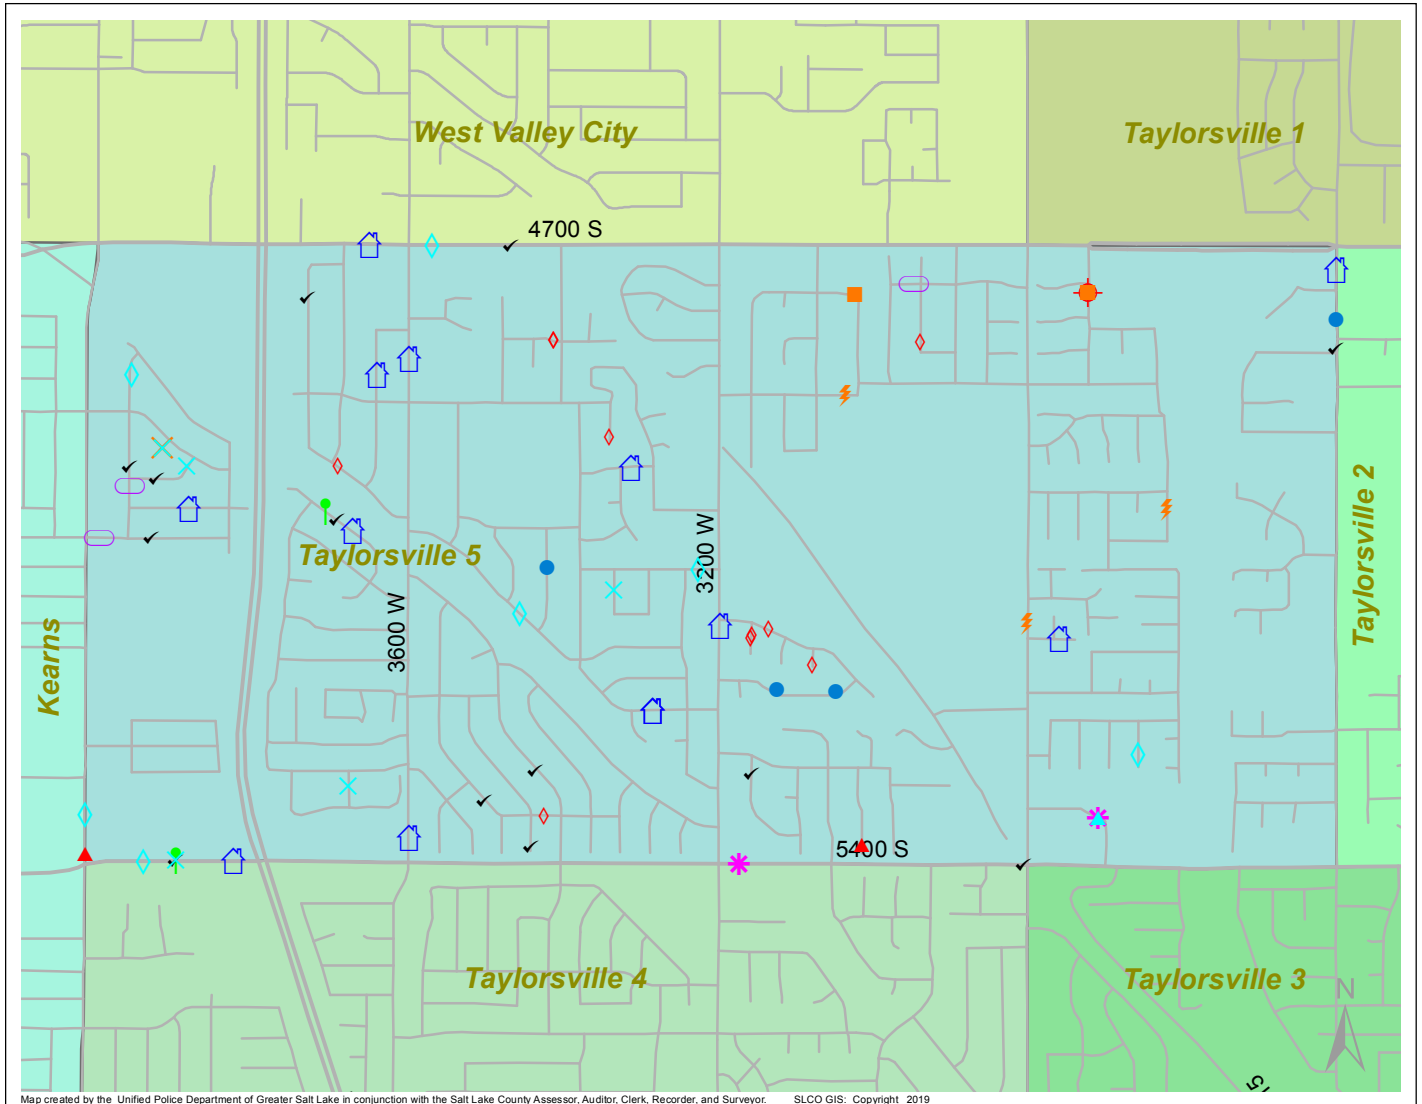 West Valley City
Taylorsville 1
4700 S
Taylorsville 2
3200 W
Taylorsville 5
3600 W
Kearns
5400 S
Taylorsville 4
Taylorsville 3
N
15
Map created by the Unified Police Department of Greater Salt Lake in conjunction with the Salt Lake County Assessor, Auditor, Clerk, Recorder, and Surveyor. SLCO GIS: Copyright 2019